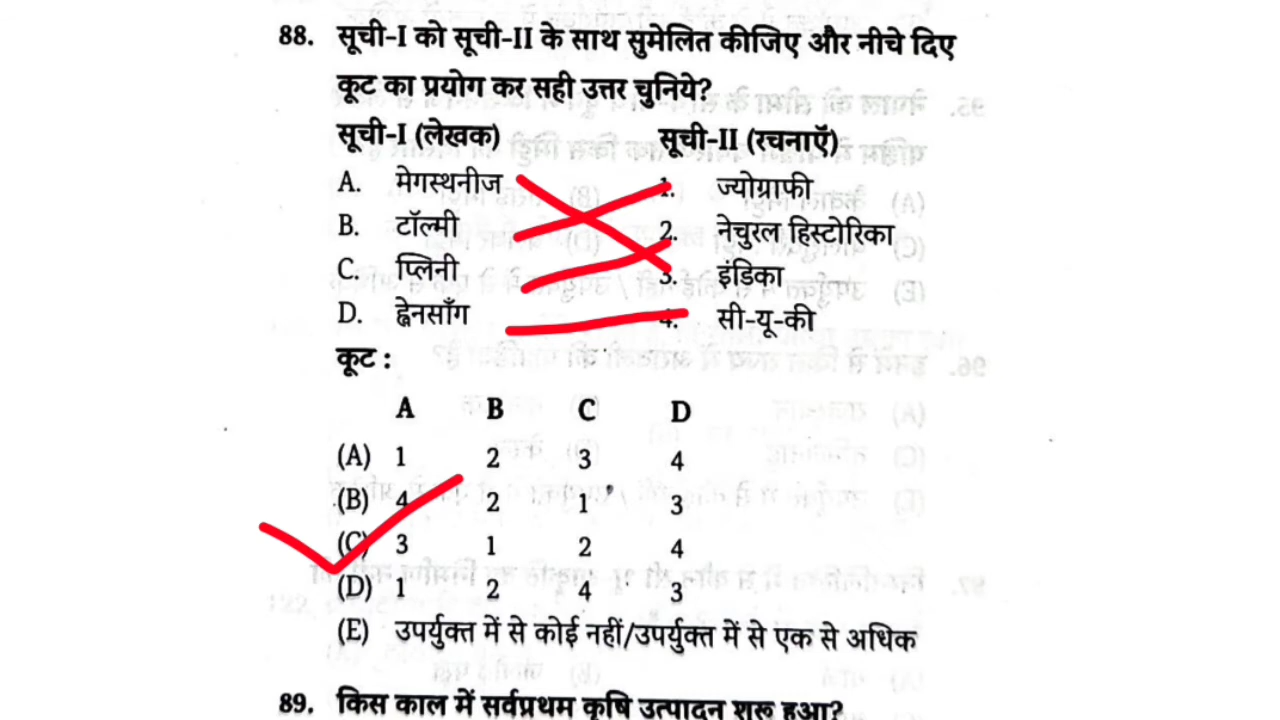 88. सूची-I को सूची-II के साथ सुमेलित कीजिए और नीचे दिए
कूट का प्रयोग कर सही उत्तर चुनिये?
सूची-I (लेखक) सूची-II (रचनाएँ)
A. मेगस्थनीज 1. ज्योग्राफी
B. टॉल्मी 2. नेचुरल हिस्टोरिका
C. प्लिनी 3. इंडिका
D. ह्वेनसाँग 4. सी-यू-की
कूट :
A B C D
(A) 1 2 3 4
(B) 4 2 1 3
(C) 3 1 2 4
(D) 1 2 4 3
(E) उपर्युक्त में से कोई नहीं/उपर्युक्त में से एक से अधिक
89. किस काल में सर्वप्रथम कृषि उत्पादन शुरू हुआ?